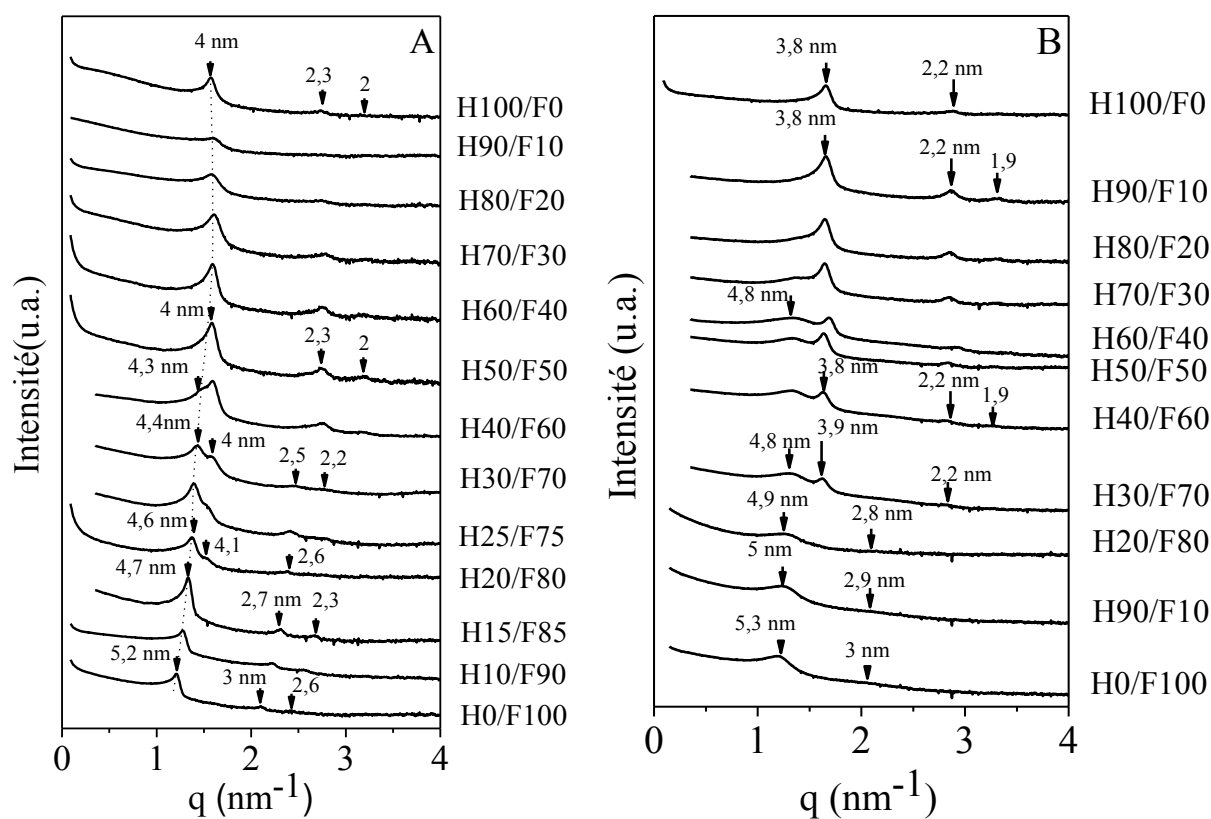 A
4 nm
2,3
2
H100/F0
H90/F10
H80/F20
H70/F30
H60/F40
4 nm
2,3
2
H50/F50
4,3 nm
H40/F60
4,4nm
4 nm
2,5
2,2
H30/F70
H25/F75
4,6 nm
4,1
2,6
H20/F80
4,7 nm
2,7 nm
2,3
H15/F85
H10/F90
5,2 nm
3 nm
2,6
H0/F100
Intensité(u.a.)
0 1 2 3 4
q (nm-1)
B
3,8 nm
2,2 nm
H100/F0
3,8 nm
2,2 nm
1,9
H90/F10
H80/F20
H70/F30
4,8 nm
H60/F40
H50/F50
3,8 nm
2,2 nm
1,9
H40/F60
4,8 nm
3,9 nm
2,2 nm
H30/F70
4,9 nm
2,8 nm
H20/F80
5 nm
2,9 nm
H90/F10
5,3 nm
3 nm
H0/F100
Intensité (u.a.)
0 1 2 3 4
q (nm-1)